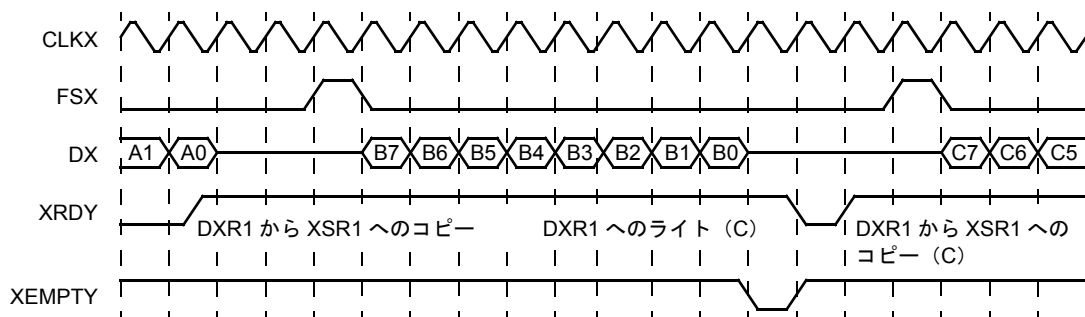 CLKX
FSX
DX
A1 A0 B7 B6 B5 B4 B3 B2 B1 B0 C7 C6 C5
XRDY
DXR1 から XSR1 へのコピー
DXR1 へのライト（C）
DXR1 から XSR1 への
コピー（C）
XEMPTY